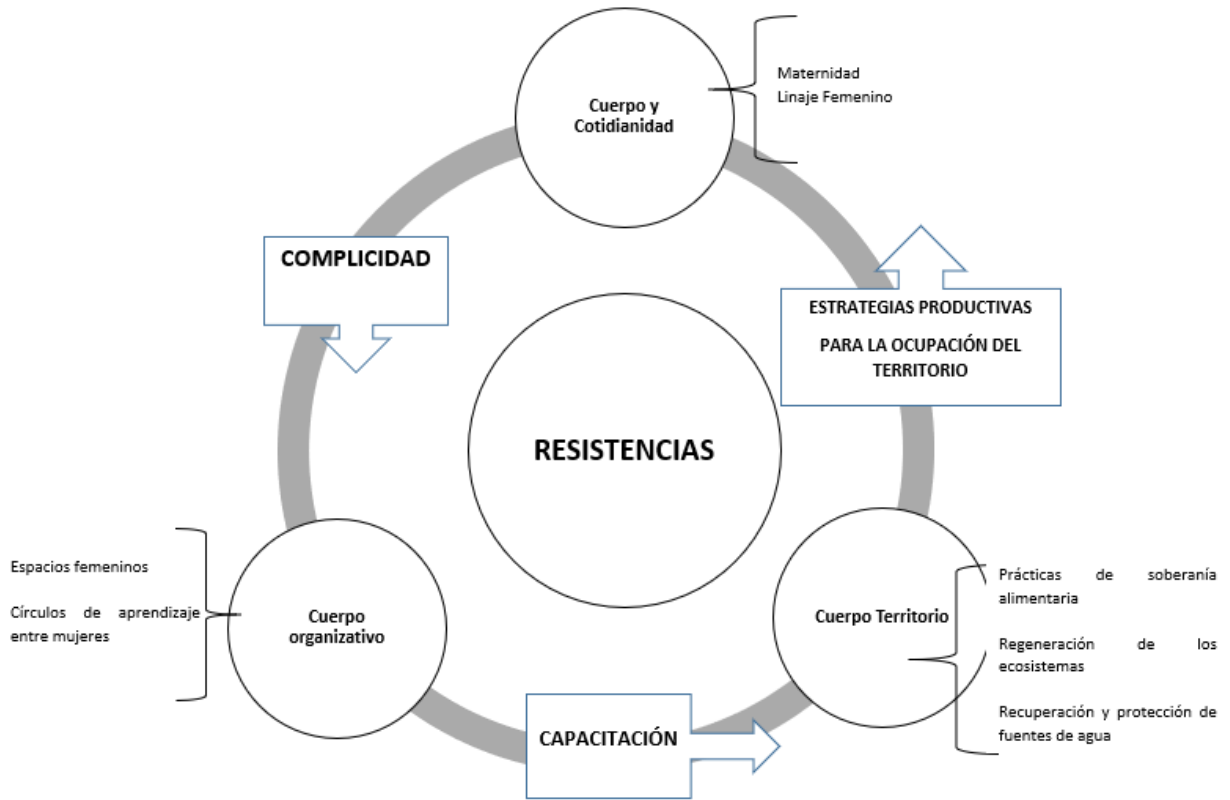 Cuerpo y
Cotidianidad
Maternidad
Linaje Femenino
COMPLICIDAD
ESTRATEGIAS PRODUCTIVAS
PARA LA OCUPACIÓN DEL
TERRITORIO
RESISTENCIAS
Espacios femeninos
Círculos de aprendizaje
entre mujeres
Cuerpo
organizativo
Cuerpo Territorio
Prácticas de soberanía
alimentaria
Regeneración de los
ecosistemas
Recuperación y protección de
fuentes de agua
CAPACITACIÓN